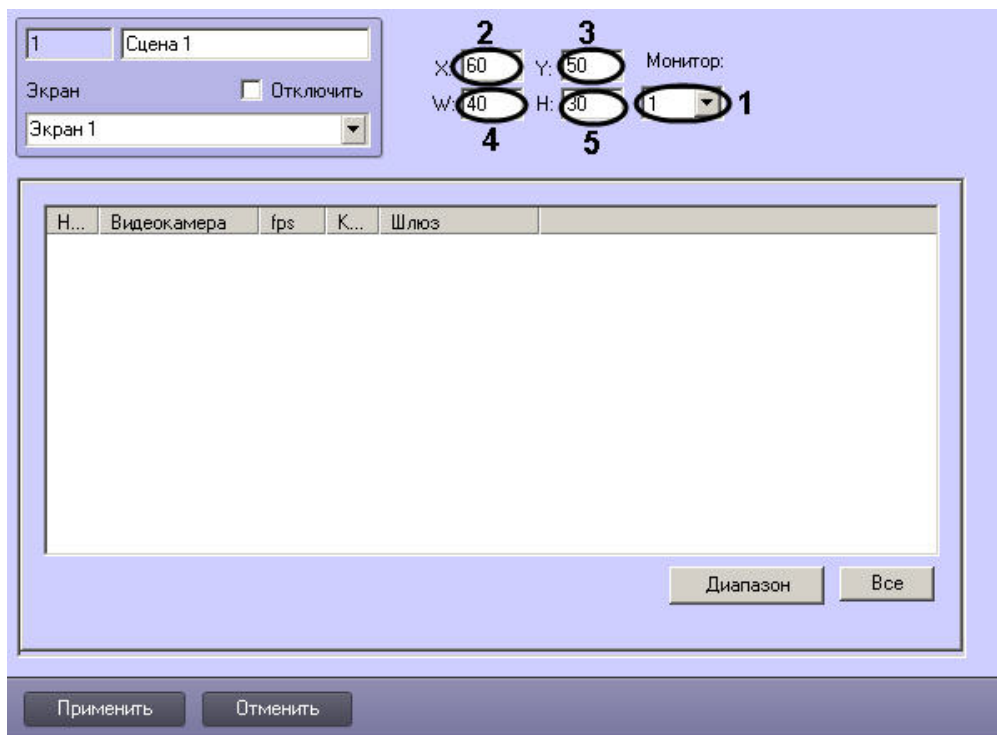 1 Сцена 1
Экран Отключить
Экран 1
2 3
X: 60 Y: 50 Монитор:
W: 40 H: 30 1 1
4 5
Н... Видеокамера fps К... Шлюз
Диапазон Все
Применить Отменить